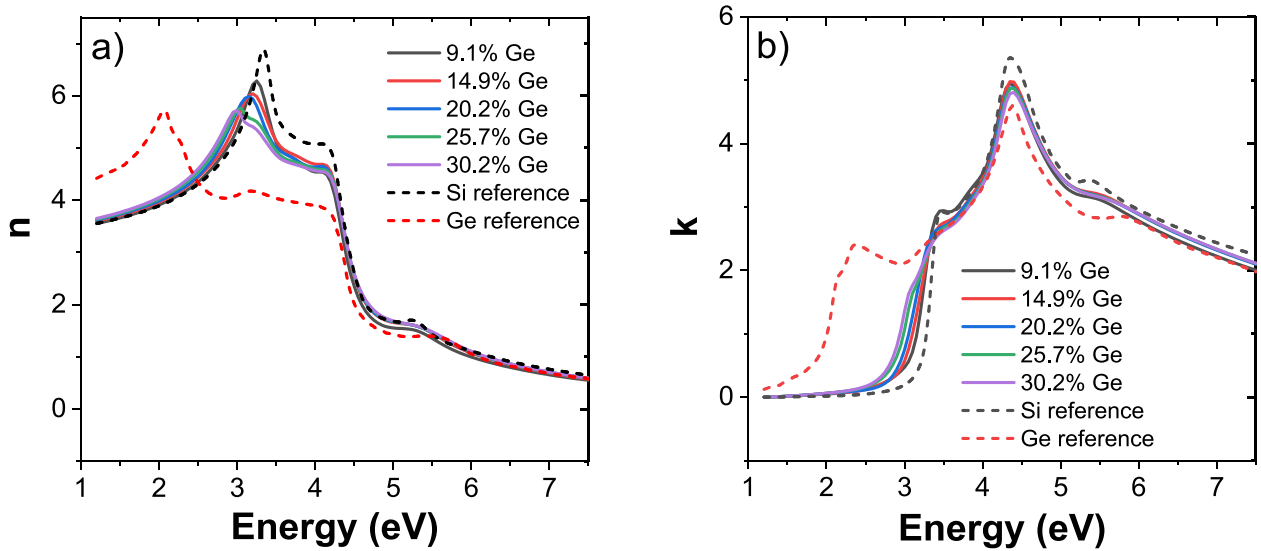 a)
n
6
4
2
0
9.1% Ge
14.9% Ge
20.2% Ge
25.7% Ge
30.2% Ge
Si reference
Ge reference
1 2 3 4 5 6 7
Energy (eV)
b)
k
6
4
2
0
9.1% Ge
14.9% Ge
20.2% Ge
25.7% Ge
30.2% Ge
Si reference
Ge reference
1 2 3 4 5 6 7
Energy (eV)